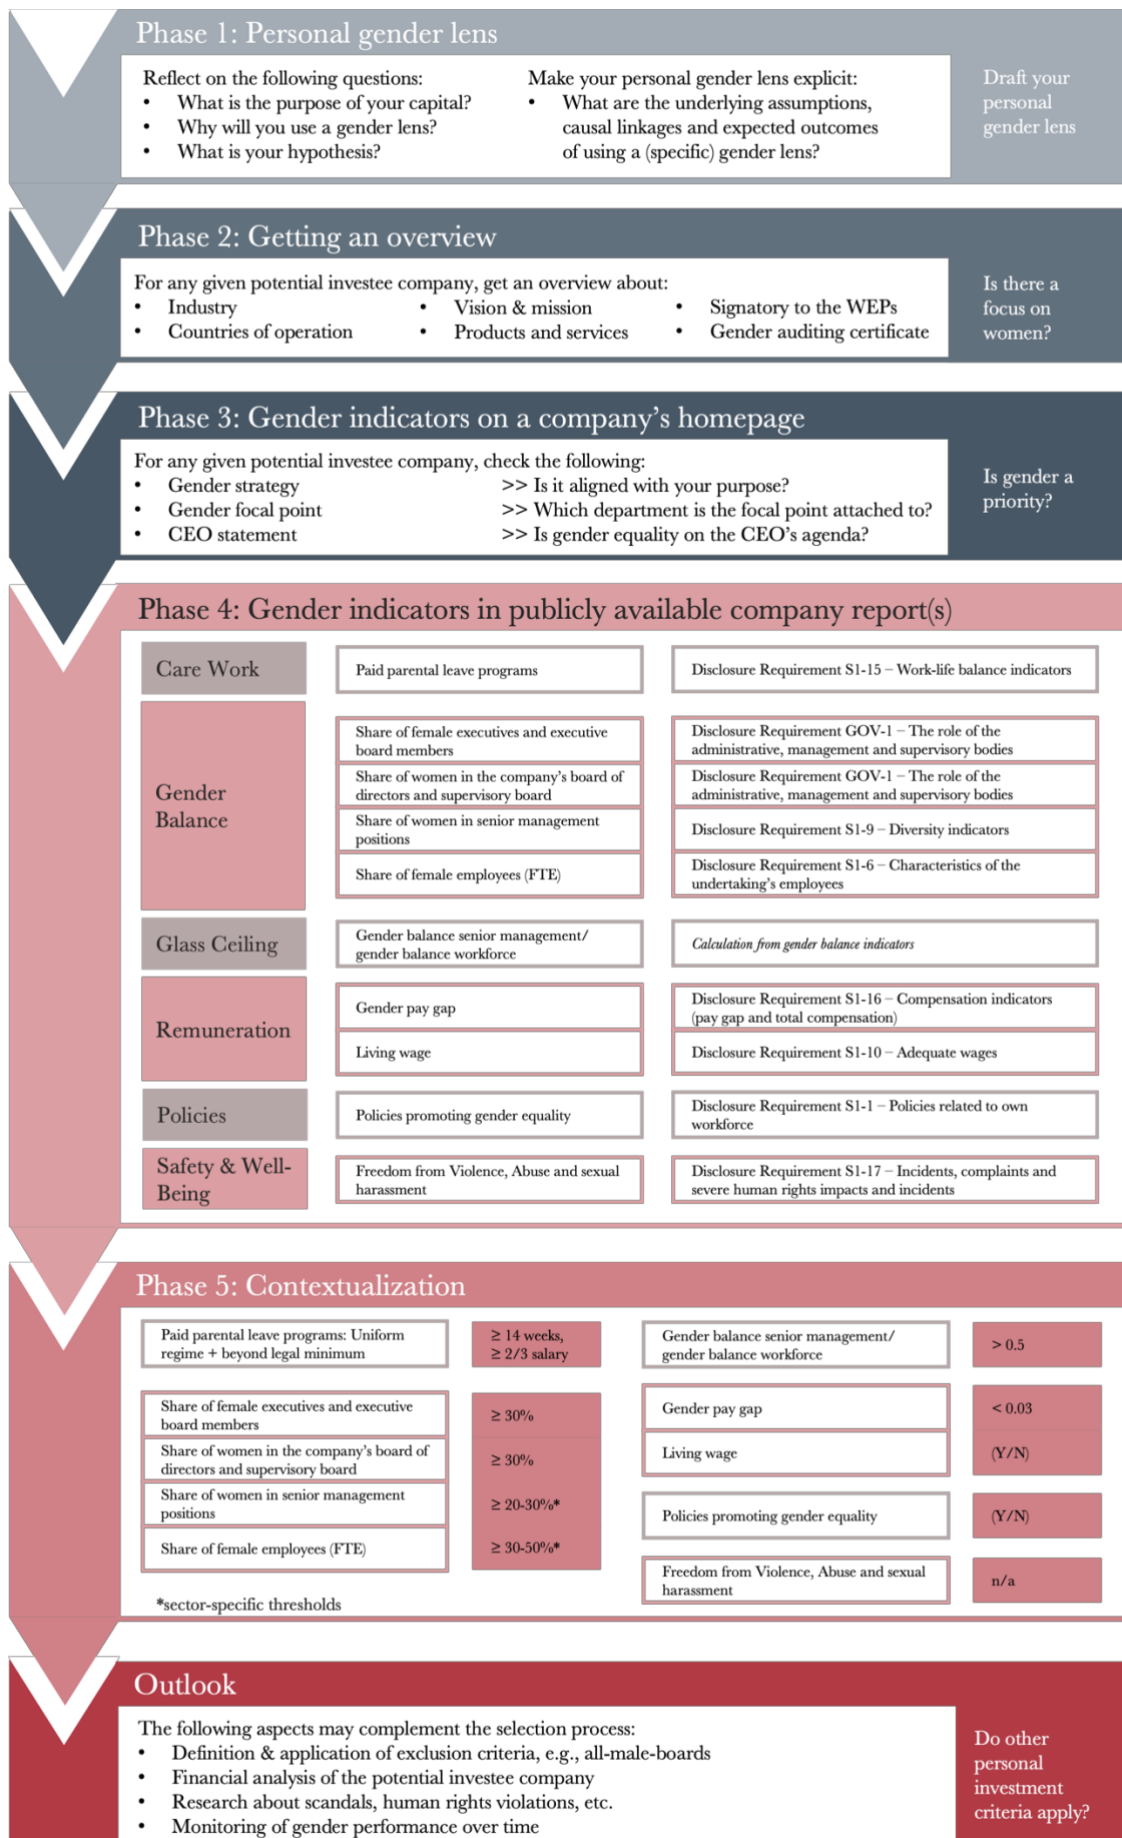 Phase 1: Personal gender lens
Reflect on the following questions:
• What is the purpose of your capital?
• Why will you use a gender lens?
• What is your hypothesis?
Make your personal gender lens explicit:
• What are the underlying assumptions,
causal linkages and expected outcomes
of using a (specific) gender lens?
Draft your
personal
gender lens
Phase 2: Getting an overview
For any given potential investee company, get an overview about:
• Industry
• Countries of operation
• Vision & mission
• Products and services
• Signatory to the WEPs
• Gender auditing certificate
Is there a
focus on
women?
Phase 3: Gender indicators on a company's homepage
For any given potential investee company, check the following:
• Gender strategy >> Is it aligned with your purpose?
• Gender focal point >> Which department is the focal point attached to?
• CEO statement >> Is gender equality on the CEO's agenda?
Is gender a
priority?
Phase 4: Gender indicators in publicly available company report(s)
Care Work
Paid parental leave programs
Disclosure Requirement S1-15 – Work-life balance indicators
Gender
Balance
Share of female executives and executive
board members
Disclosure Requirement GOV-1 – The role of the
administrative, management and supervisory bodies
Share of women in the company's board of
directors and supervisory board
Disclosure Requirement GOV-1 – The role of the
administrative, management and supervisory bodies
Share of women in senior management
positions
Disclosure Requirement S1-9 – Diversity indicators
Share of female employees (FTE)
Disclosure Requirement S1-6 – Characteristics of the
undertaking's employees
Glass Ceiling
Gender balance senior management/
gender balance workforce
Calculation from gender balance indicators
Remuneration
Gender pay gap
Disclosure Requirement S1-16 – Compensation indicators
(pay gap and total compensation)
Living wage
Disclosure Requirement S1-10 – Adequate wages
Policies
Policies promoting gender equality
Disclosure Requirement S1-1 – Policies related to own
workforce
Safety & Well-
Being
Freedom from Violence, Abuse and sexual
harassment
Disclosure Requirement S1-17 – Incidents, complaints and
severe human rights impacts and incidents
Phase 5: Contextualization
Paid parental leave programs: Uniform
regime + beyond legal minimum
≥ 14 weeks,
≥ 2/3 salary
Share of female executives and executive
board members
≥ 30%
Share of women in the company's board of
directors and supervisory board
≥ 30%
Share of women in senior management
positions
≥ 20-30%*
Share of female employees (FTE)
≥ 30-50%*
*sector-specific thresholds
Gender balance senior management/
gender balance workforce
> 0.5
Gender pay gap
< 0.03
Living wage
(Y/N)
Policies promoting gender equality
(Y/N)
Freedom from Violence, Abuse and sexual
harassment
n/a
Outlook
The following aspects may complement the selection process:
• Definition & application of exclusion criteria, e.g., all-male-boards
• Financial analysis of the potential investee company
• Research about scandals, human rights violations, etc.
• Monitoring of gender performance over time
Do other
personal
investment
criteria apply?